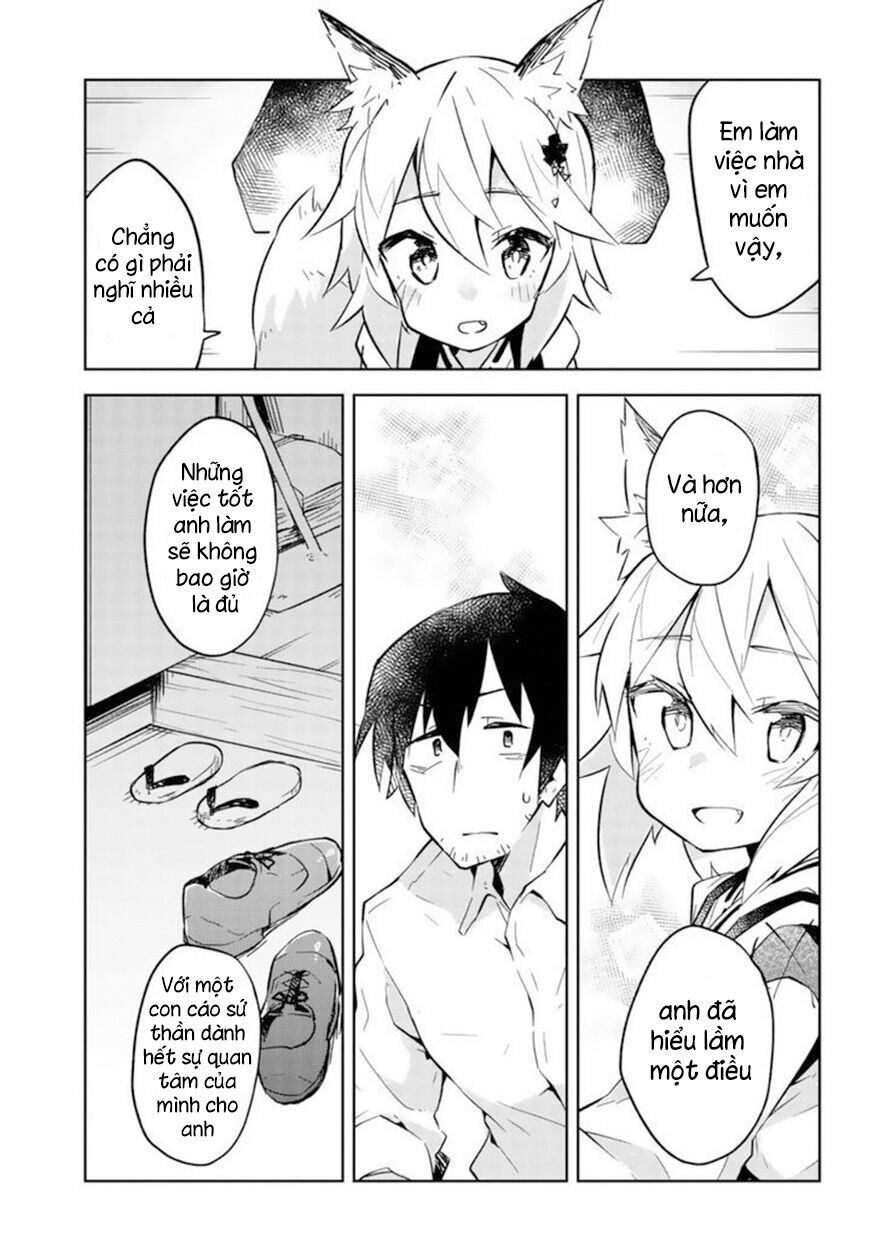 Em làm
việc nhà
vì em
muốn
vậy,
Chẳng
có gì phải
nghĩ nhiều
cả
Và hơn
nữa,
anh đã
hiểu lầm
một điều
Những
việc tốt
anh làm
sẽ không
bao giờ
là đủ
Với một
con cáo sứ
thần dành
hết sự quan
tâm của
mình cho
anh